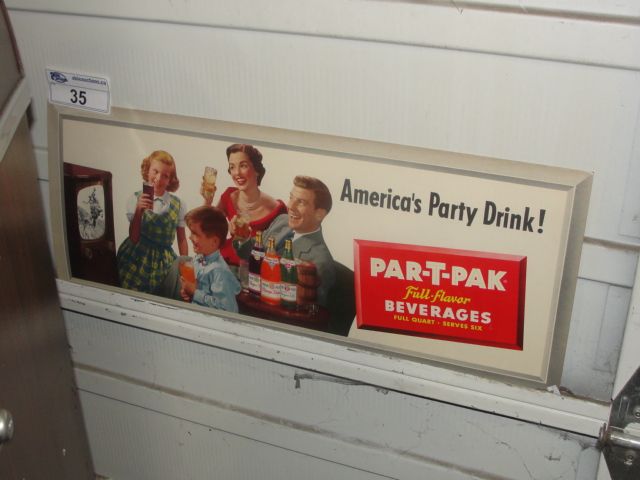 35
America's Party Drink!
PAR-T-PAK
Full-flavor
BEVERAGES
FULL QUART · SERVES SIX